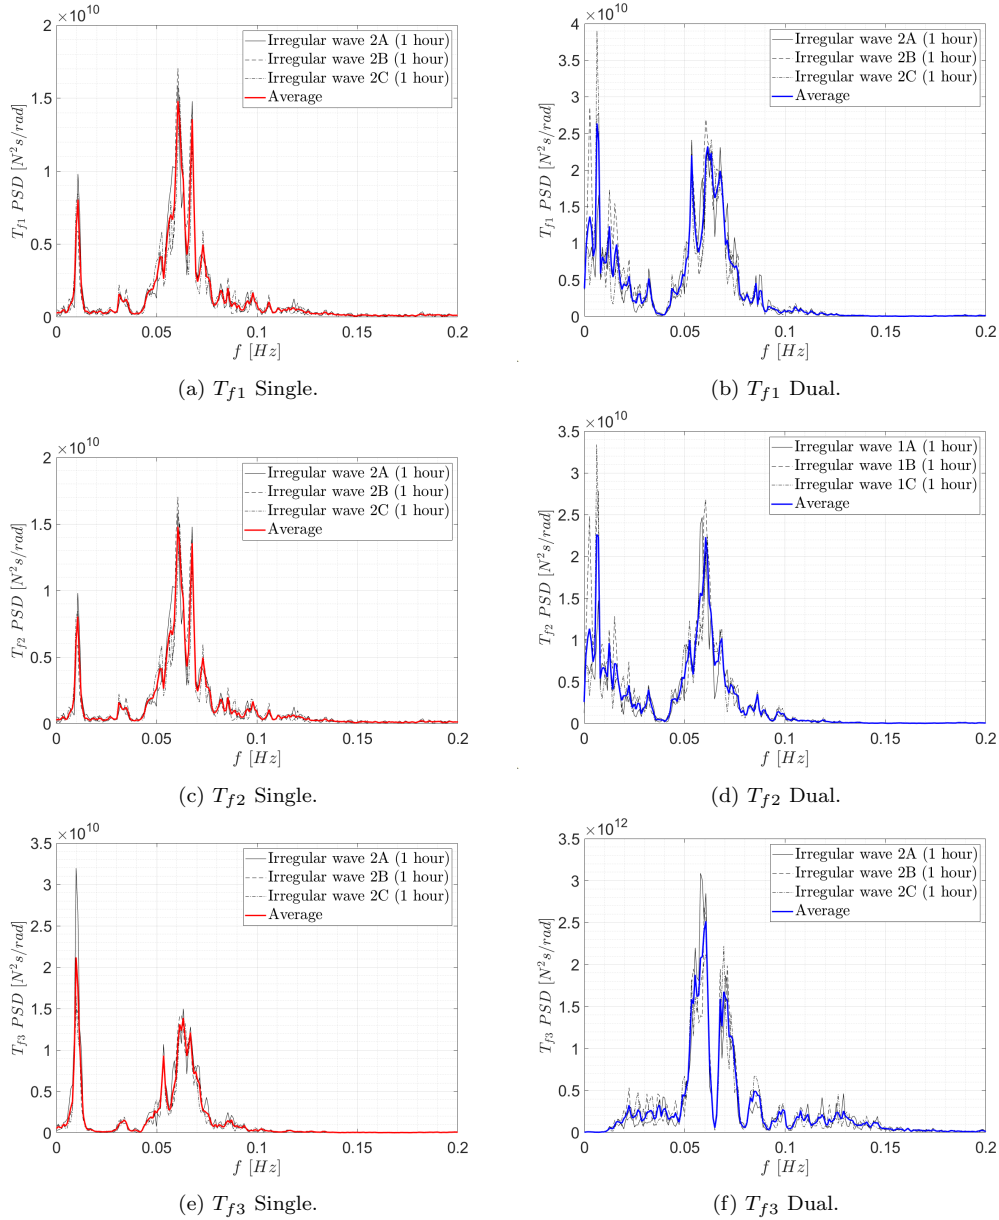 ×10^10
2
1.5
1
0.5
0
T_f1 PSD [N^2 s/rad]
Irregular wave 2A (1 hour)
Irregular wave 2B (1 hour)
Irregular wave 2C (1 hour)
Average
0 0.05 0.1 0.15 0.2
f [Hz]
(a) T_f1 Single.
×10^10
4
3.5
3
2.5
2
1.5
1
0.5
0
T_f1 PSD [N^2 s/rad]
Irregular wave 2A (1 hour)
Irregular wave 2B (1 hour)
Irregular wave 2C (1 hour)
Average
0 0.05 0.1 0.15 0.2
f [Hz]
(b) T_f1 Dual.
×10^10
2
1.5
1
0.5
0
T_f2 PSD [N^2 s/rad]
Irregular wave 2A (1 hour)
Irregular wave 2B (1 hour)
Irregular wave 2C (1 hour)
Average
0 0.05 0.1 0.15 0.2
f [Hz]
(c) T_f2 Single.
×10^10
3.5
3
2.5
2
1.5
1
0.5
0
T_f2 PSD [N^2 s/rad]
Irregular wave 1A (1 hour)
Irregular wave 1B (1 hour)
Irregular wave 1C (1 hour)
Average
0 0.05 0.1 0.15 0.2
f [Hz]
(d) T_f2 Dual.
×10^10
3.5
3
2.5
2
1.5
1
0.5
0
T_f3 PSD [N^2 s/rad]
Irregular wave 2A (1 hour)
Irregular wave 2B (1 hour)
Irregular wave 2C (1 hour)
Average
0 0.05 0.1 0.15 0.2
f [Hz]
(e) T_f3 Single.
×10^12
3.5
3
2.5
2
1.5
1
0.5
0
T_f3 PSD [N^2 s/rad]
Irregular wave 2A (1 hour)
Irregular wave 2B (1 hour)
Irregular wave 2C (1 hour)
Average
0 0.05 0.1 0.15 0.2
f [Hz]
(f) T_f3 Dual.